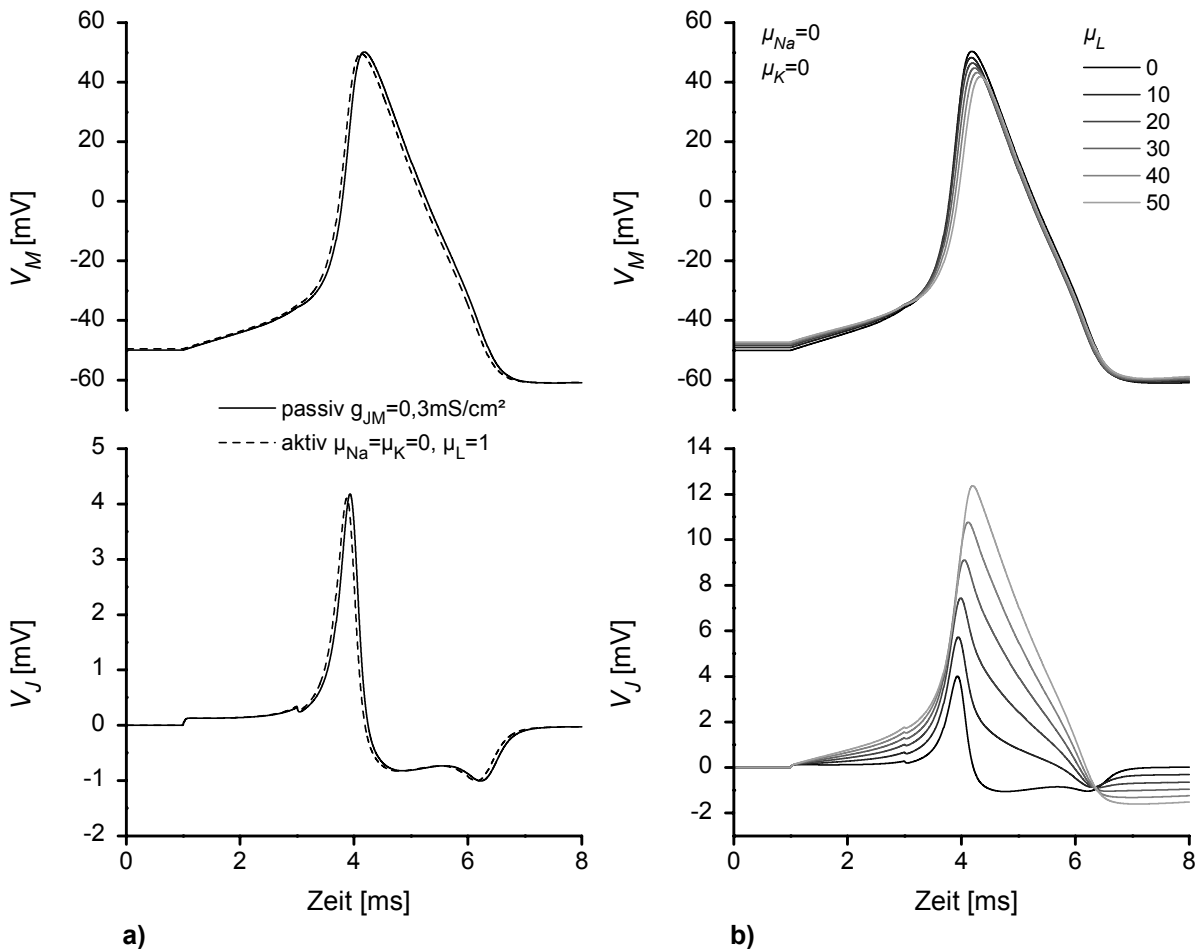 60
40
20
0
-20
-40
-60
V_M [mV]
passiv g_JM=0,3mS/cm²
aktiv µ_Na=µ_K=0, µ_L=1
5
4
3
2
1
0
-1
-2
V_J [mV]
0 2 4 6 8
Zeit [ms]
a)
60
40
20
0
-20
-40
-60
V_M [mV]
µ_Na=0
µ_K=0
µ_L
0
10
20
30
40
50
14
12
10
8
6
4
2
0
-2
V_J [mV]
0 2 4 6 8
Zeit [ms]
b)